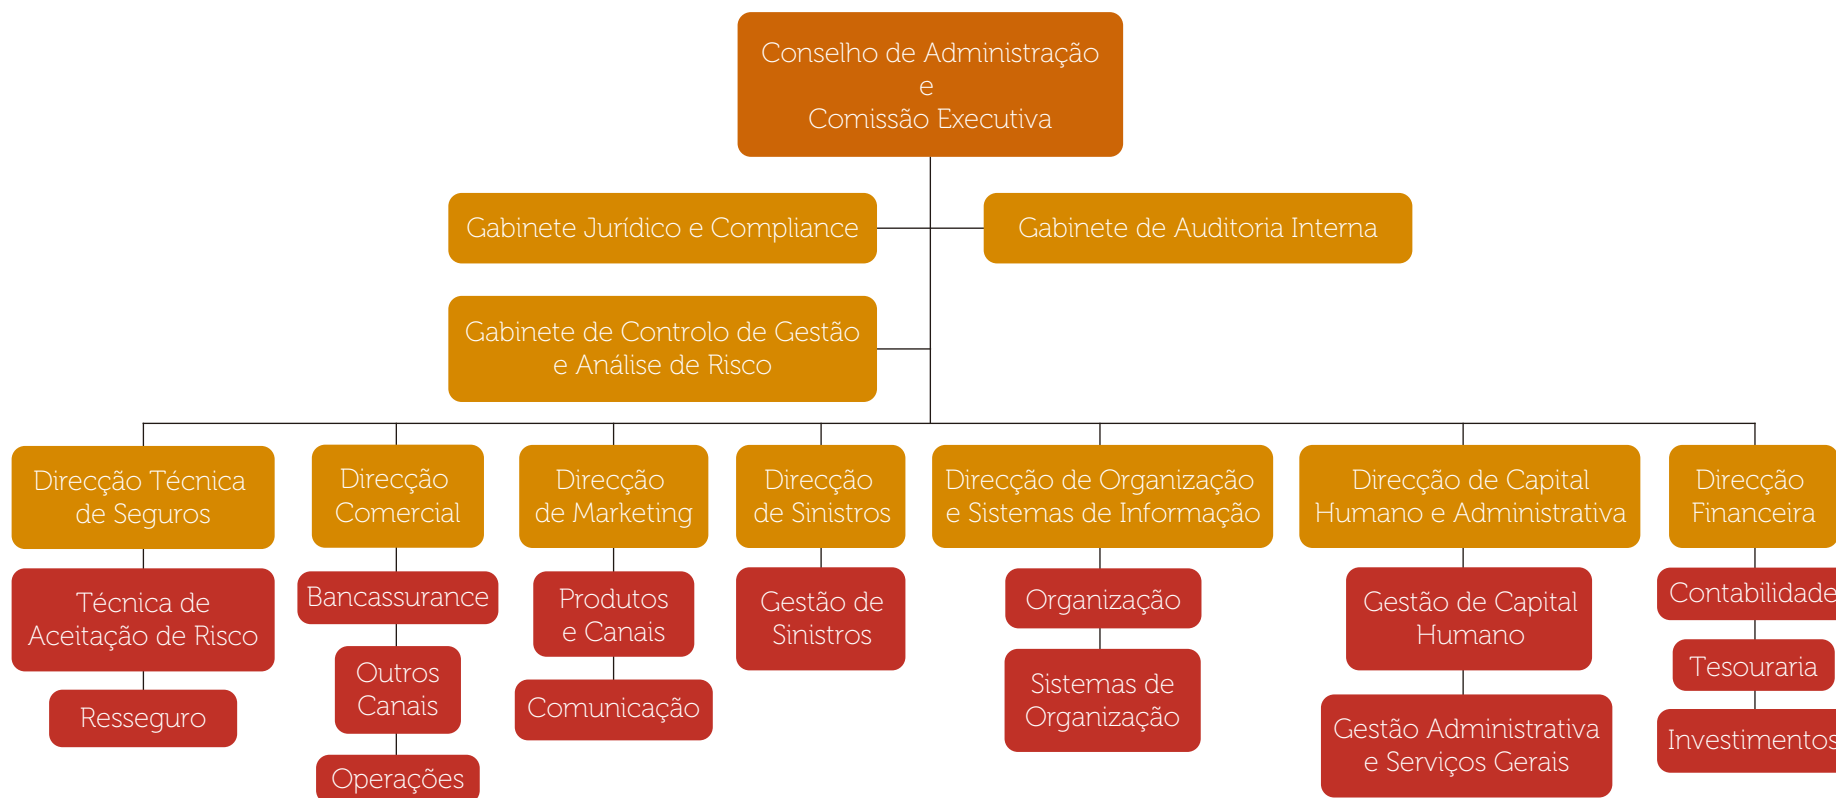 Conselho de Administração
e
Comissão Executiva
Gabinete Jurídico e Compliance
Gabinete de Auditoria Interna
Gabinete de Controlo de Gestão
e Análise de Risco
Direcção Técnica
de Seguros
Direcção
Comercial
Direcção
de Marketing
Direcção
de Sinistros
Direcção de Organização
e Sistemas de Informação
Direcção de Capital
Humano e Administrativa
Direcção
Financeira
Técnica de
Aceitação de Risco
Resseguro
Bancassurance
Outros
Canais
Operações
Produtos
e Canais
Comunicação
Gestão de
Sinistros
Organização
Sistemas de
Organização
Gestão de Capital
Humano
Gestão Administrativa
e Serviços Gerais
Contabilidade
Tesouraria
Investimentos